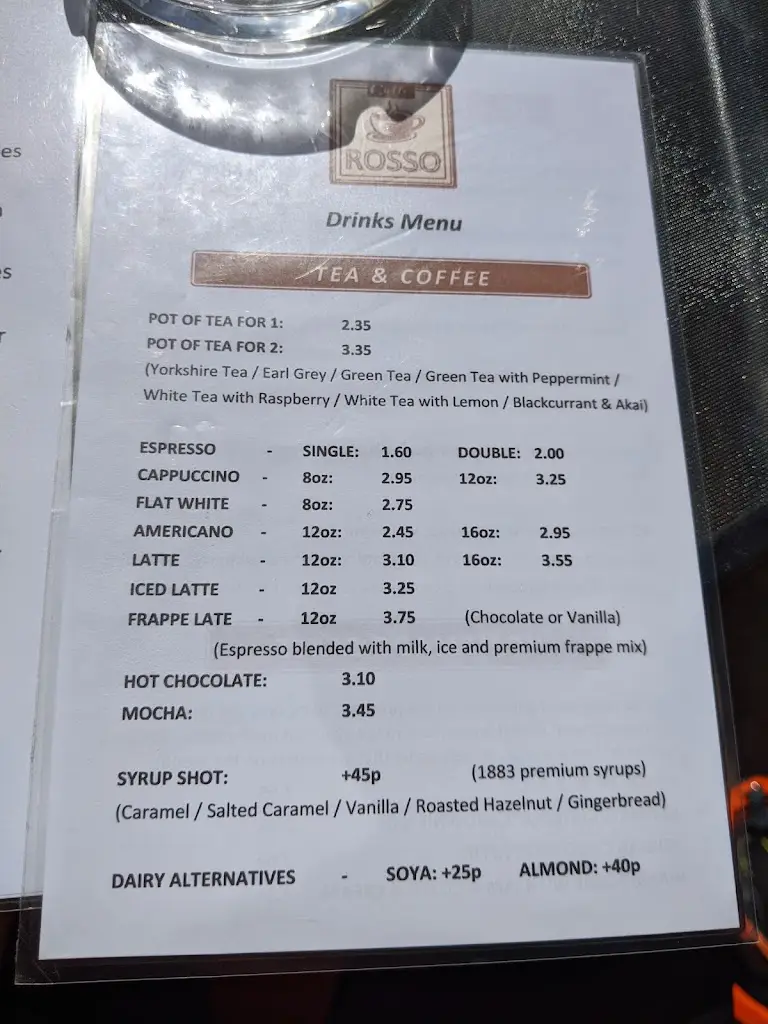 es
s
ROSSO
Drinks Menu
TEA & COFFEE
POT OF TEA FOR 1: 2.35
POT OF TEA FOR 2: 3.35
(Yorkshire Tea / Earl Grey / Green Tea / Green Tea with Peppermint /
White Tea with Raspberry / White Tea with Lemon / Blackcurrant & Akai)
ESPRESSO - SINGLE: 1.60 DOUBLE: 2.00
CAPPUCCINO - 8oz: 2.95 12oz: 3.25
FLAT WHITE - 8oz: 2.75
AMERICANO - 12oz: 2.45 16oz: 2.95
LATTE - 12oz: 3.10 16oz: 3.55
ICED LATTE - 12oz 3.25
FRAPPE LATE - 12oz 3.75 (Chocolate or Vanilla)
(Espresso blended with milk, ice and premium frappe mix)
HOT CHOCOLATE: 3.10
MOCHA: 3.45
SYRUP SHOT: +45p (1883 premium syrups)
(Caramel / Salted Caramel / Vanilla / Roasted Hazelnut / Gingerbread)
DAIRY ALTERNATIVES - SOYA: +25p ALMOND: +40p